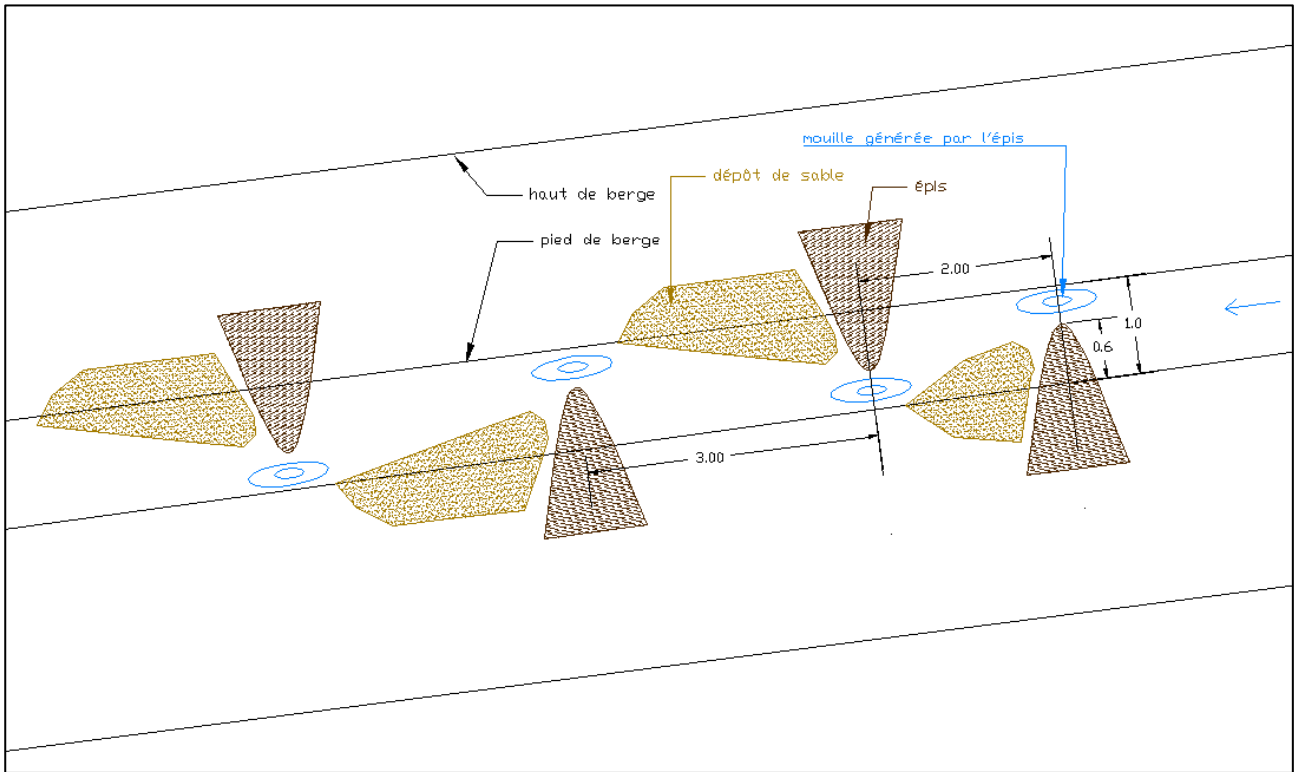 mouille générée par l'épis
dépôt de sable
épis
haut de berge
pied de berge
2.00
1.0
0.6
3.00